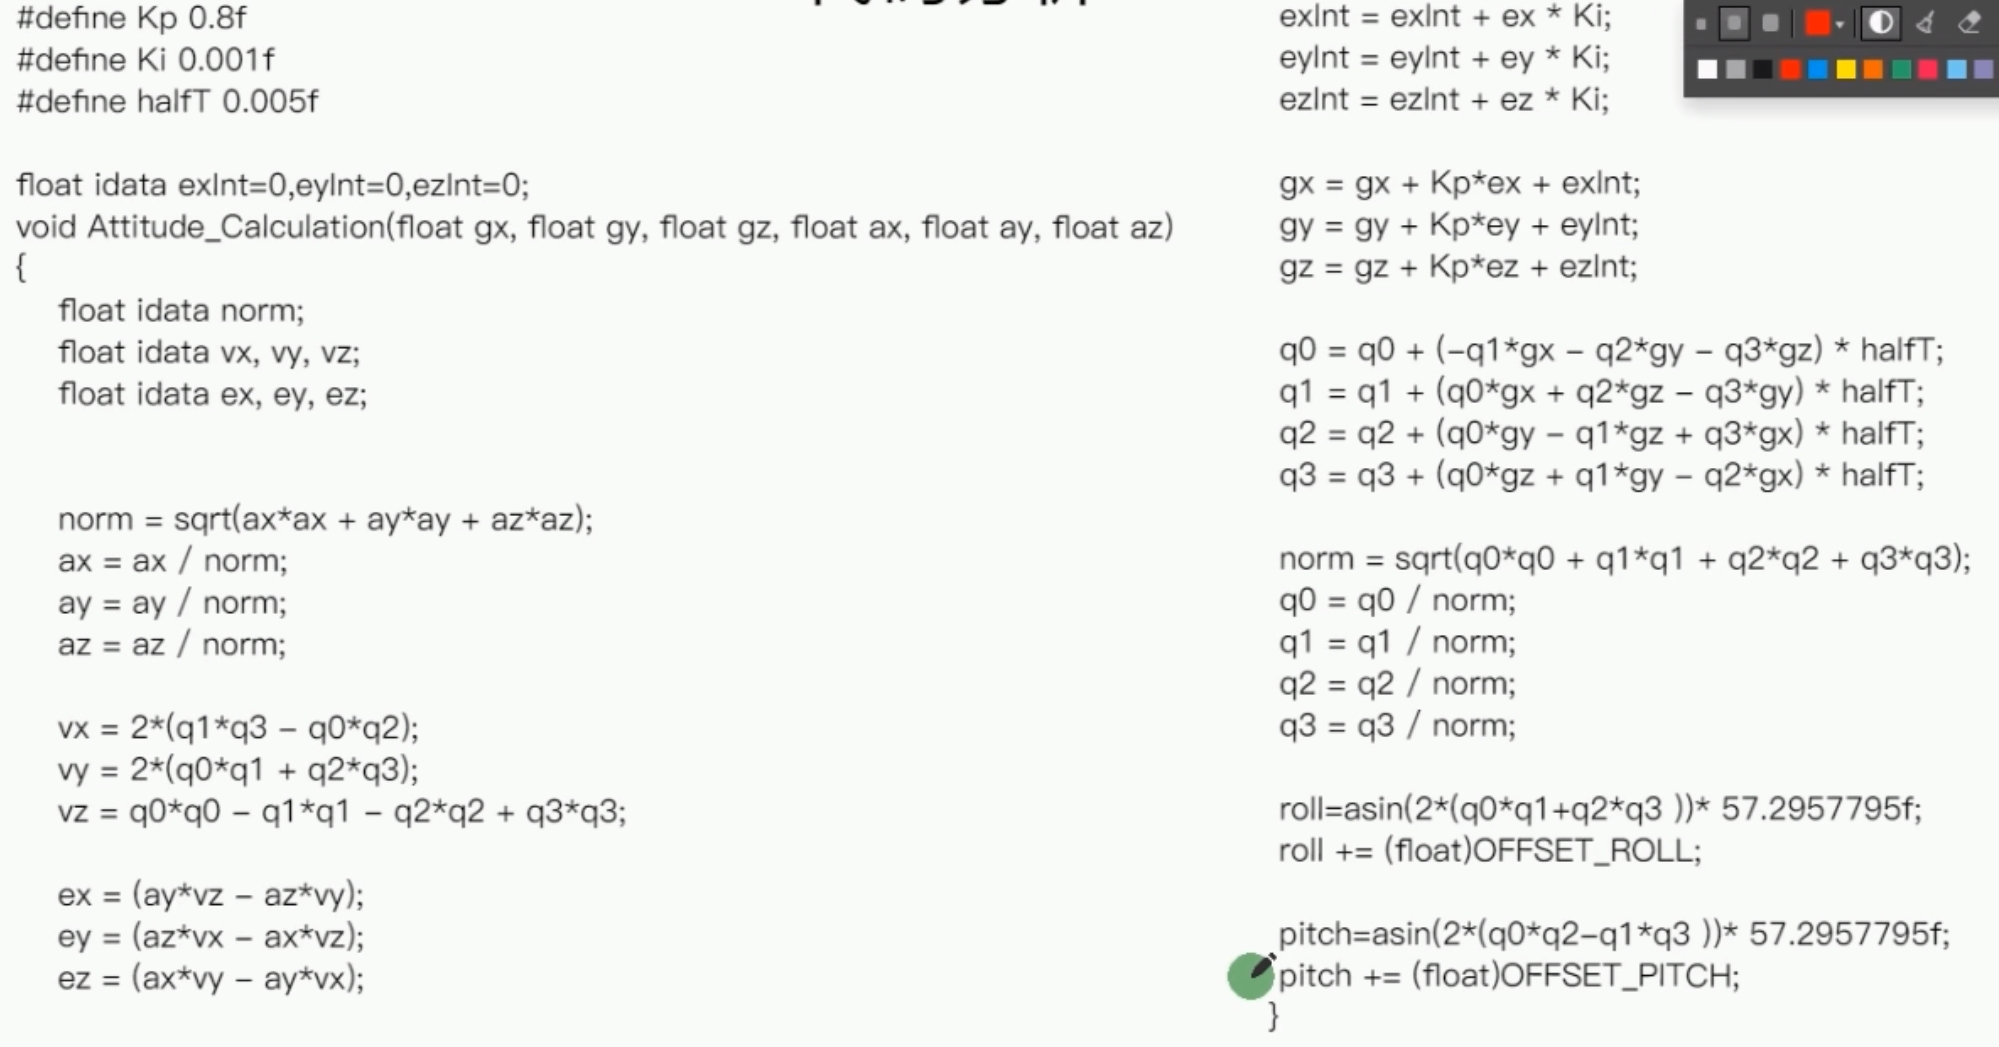 #define Kp 0.8f
#define Ki 0.001f
#define halfT 0.005f
float idata exInt=0,eyInt=0,ezInt=0;
void Attitude_Calculation(float gx, float gy, float gz, float ax, float ay, float az)
{
float idata norm;
float idata vx, vy, vz;
float idata ex, ey, ez;
norm = sqrt(ax*ax + ay*ay + az*az);
ax = ax / norm;
ay = ay / norm;
az = az / norm;
vx = 2*(q1*q3 – q0*q2);
vy = 2*(q0*q1 + q2*q3);
vz = q0*q0 – q1*q1 – q2*q2 + q3*q3;
ex = (ay*vz – az*vy);
ey = (az*vx – ax*vz);
ez = (ax*vy – ay*vx);
exInt = exInt + ex * Ki;
eyInt = eyInt + ey * Ki;
ezInt = ezInt + ez * Ki;
gx = gx + Kp*ex + exInt;
gy = gy + Kp*ey + eyInt;
gz = gz + Kp*ez + ezInt;
q0 = q0 + (–q1*gx – q2*gy – q3*gz) * halfT;
q1 = q1 + (q0*gx + q2*gz – q3*gy) * halfT;
q2 = q2 + (q0*gy – q1*gz + q3*gx) * halfT;
q3 = q3 + (q0*gz + q1*gy – q2*gx) * halfT;
norm = sqrt(q0*q0 + q1*q1 + q2*q2 + q3*q3);
q0 = q0 / norm;
q1 = q1 / norm;
q2 = q2 / norm;
q3 = q3 / norm;
roll=asin(2*(q0*q1+q2*q3 ))* 57.2957795f;
roll += (float)OFFSET_ROLL;
pitch=asin(2*(q0*q2–q1*q3 ))* 57.2957795f;
pitch += (float)OFFSET_PITCH;
}